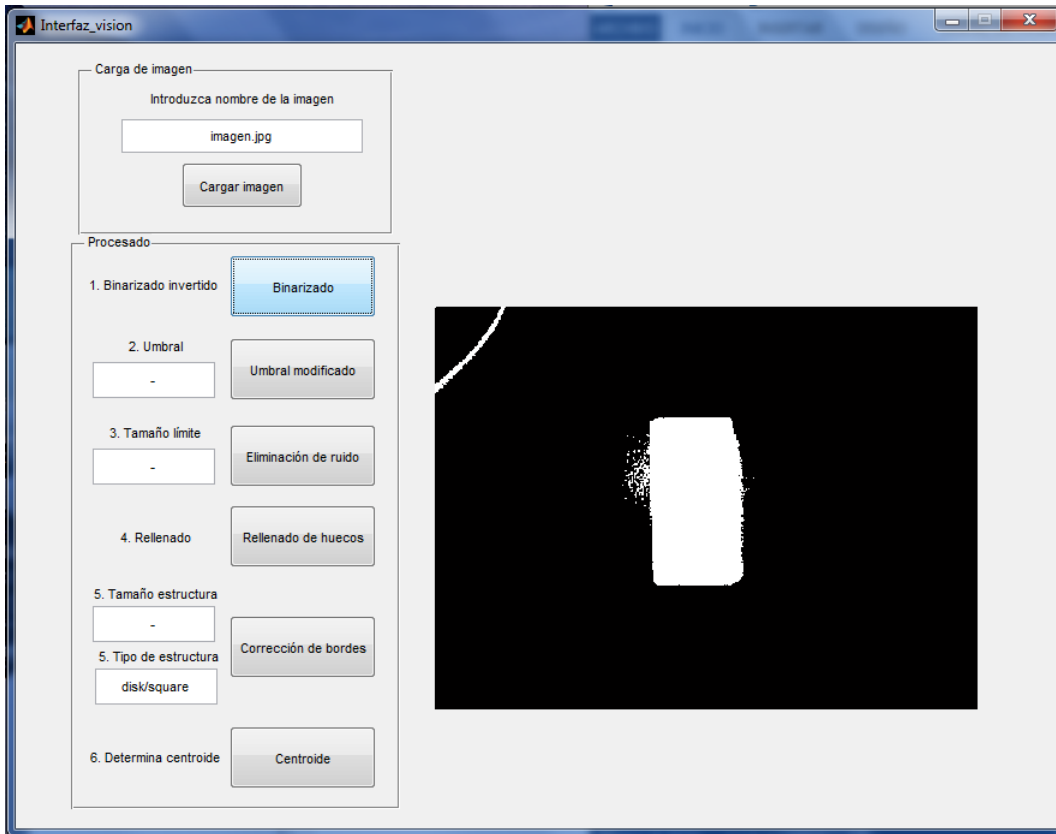 Interfaz_vision
Carga de imagen
Introduzca nombre de la imagen
imagen.jpg
Cargar imagen
Procesado
1. Binarizado invertido
Binarizado
2. Umbral
-
Umbral modificado
3. Tamaño límite
-
Eliminación de ruido
4. Rellenado
Rellenado de huecos
5. Tamaño estructura
-
5. Tipo de estructura
disk/square
Corrección de bordes
6. Determina centroide
Centroide